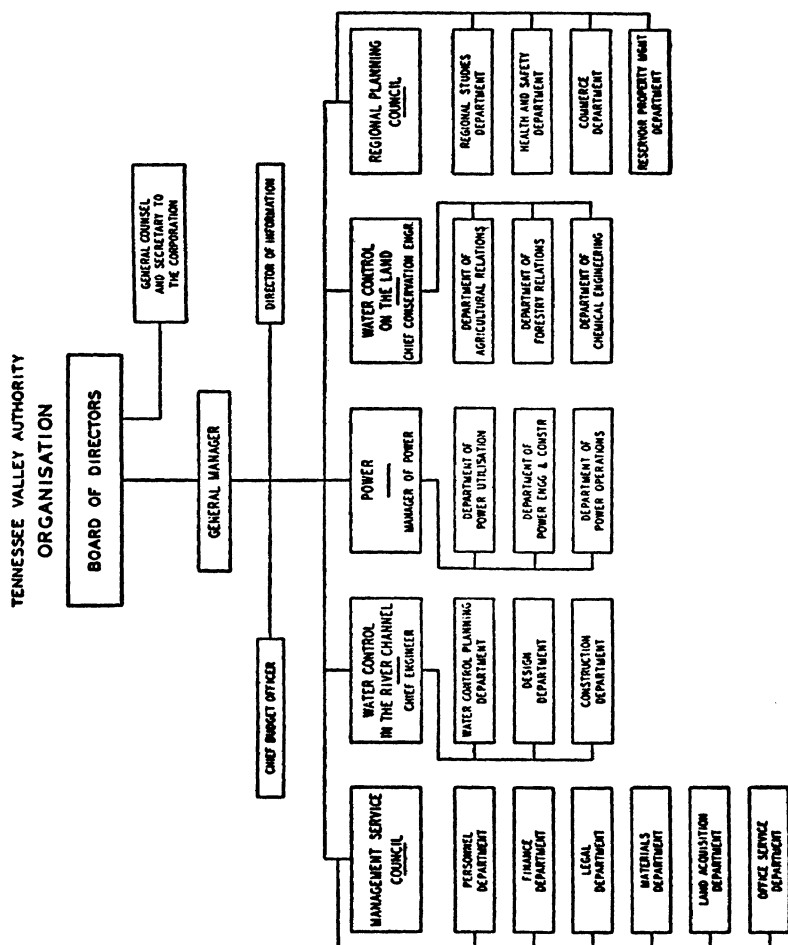 TENNESSEE VALLEY AUTHORITY
ORGANISATION
BOARD OF DIRECTORS
GENERAL COUNSEL
AND SECRETARY TO
THE CORPORATION
GENERAL MANAGER
CHIEF BUDGET OFFICER
DIRECTOR OF INFORMATION
MANAGEMENT SERVICE
COUNCIL
PERSONNEL
DEPARTMENT
FINANCE
DEPARTMENT
LEGAL
DEPARTMENT
MATERIALS
DEPARTMENT
LAND ACQUISITION
DEPARTMENT
OFFICE SERVICE
DEPARTMENT
WATER CONTROL
IN THE RIVER CHANNEL
CHIEF ENGINEER
WATER CONTROL PLANNING
DEPARTMENT
DESIGN
DEPARTMENT
CONSTRUCTION
DEPARTMENT
POWER
MANAGER OF POWER
DEPARTMENT OF
POWER UTILISATION
DEPARTMENT OF
POWER ENGG & CONSTR
DEPARTMENT OF
POWER OPERATIONS
WATER CONTROL
ON THE LAND
CHIEF CONSERVATION ENGR.
DEPARTMENT OF
AGRICULTURAL RELATIONS
DEPARTMENT OF
FORESTRY RELATIONS
DEPARTMENT OF
CHEMICAL ENGINEERING
REGIONAL PLANNING
COUNCIL
REGIONAL STUDIES
DEPARTMENT
HEALTH AND SAFETY
DEPARTMENT
COMMERCE
DEPARTMENT
RESERVOIR PROPERTY MGMT
DEPARTMENT